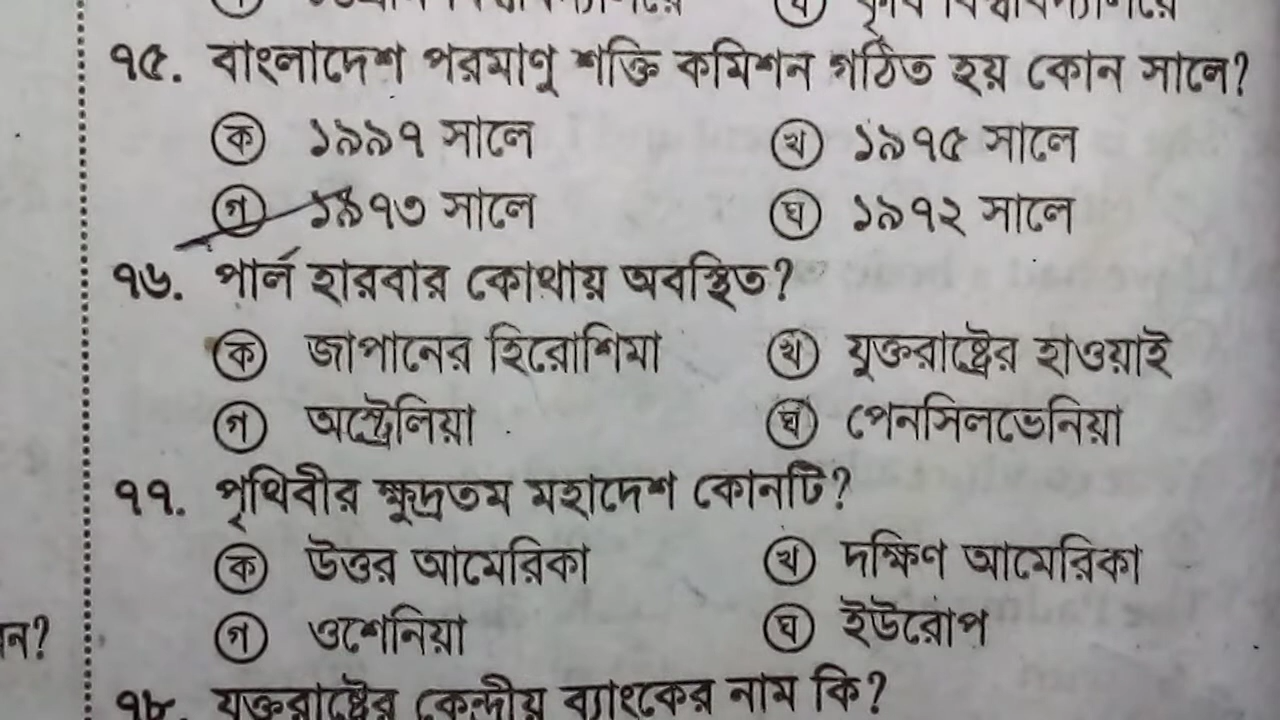 ৭৫. বাংলাদেশ পরমাণু শক্তি কমিশন গঠিত হয় কোন সালে?
ক ১৯৯৭ সালে খ ১৯৭৫ সালে
গ ১৯৭৩ সালে ঘ ১৯৭২ সালে
৭৬. পার্ল হারবার কোথায় অবস্থিত?
ক জাপানের হিরোশিমা খ যুক্তরাষ্ট্রের হাওয়াই
গ অস্ট্রেলিয়া ঘ পেনসিলভেনিয়া
৭৭. পৃথিবীর ক্ষুদ্রতম মহাদেশ কোনটি?
ক উত্তর আমেরিকা খ দক্ষিণ আমেরিকা
গ ওশেনিয়া ঘ ইউরোপ
৭৮. যুক্তরাষ্ট্রের কেন্দ্রীয় ব্যাংকের নাম কি?